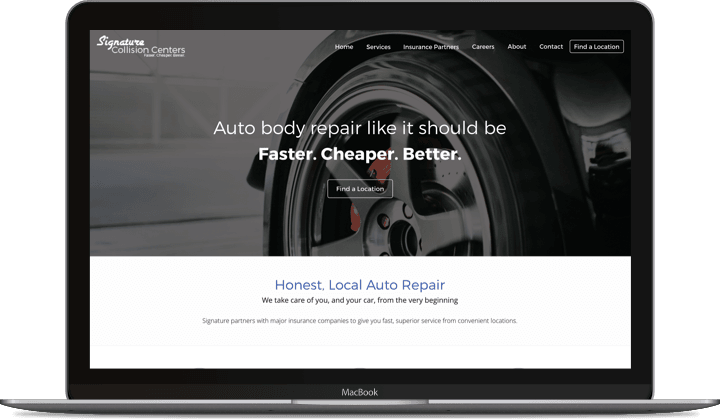 Signature
Collision Centers
Faster. Cheaper. Better.
Home Services Insurance Partners Careers About Contact Find a Location
Auto body repair like it should be
Faster. Cheaper. Better.
Find a Location
Honest, Local Auto Repair
We take care of you, and your car, from the very beginning
Signature partners with major insurance companies to give you fast, superior service from convenient locations.
MacBook